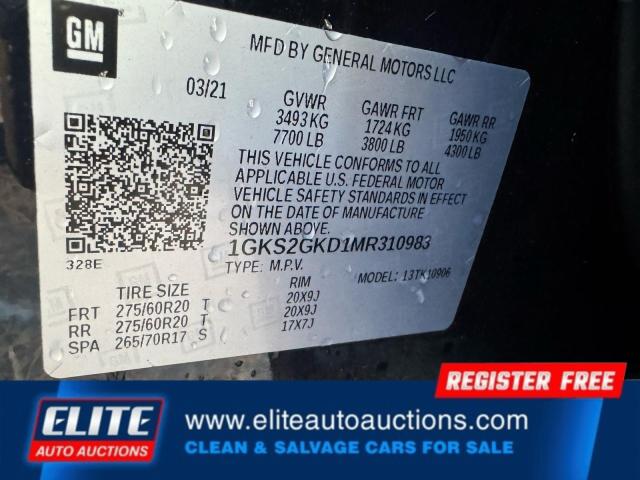 GM
MFD BY GENERAL MOTORS LLC
03/21
GVWR GAWR FRT GAWR RR
3493 KG 1724 KG 1950 KG
7700 LB 3800 LB 4300 LB
THIS VEHICLE CONFORMS TO ALL
APPLICABLE U.S. FEDERAL MOTOR
VEHICLE SAFETY STANDARDS IN EFFECT
ON THE DATE OF MANUFACTURE
SHOWN ABOVE.
1GKS2GKD1MR310983
328E
TYPE: M.P.V. MODEL: 13TK10906
TIRE SIZE RIM
FRT 275/60R20 T 20X9J
RR 275/60R20 T 20X9J
SPA 265/70R17 S 17X7J
REGISTER FREE
ELITE
AUTO AUCTIONS
www.eliteautoauctions.com
CLEAN & SALVAGE CARS FOR SALE